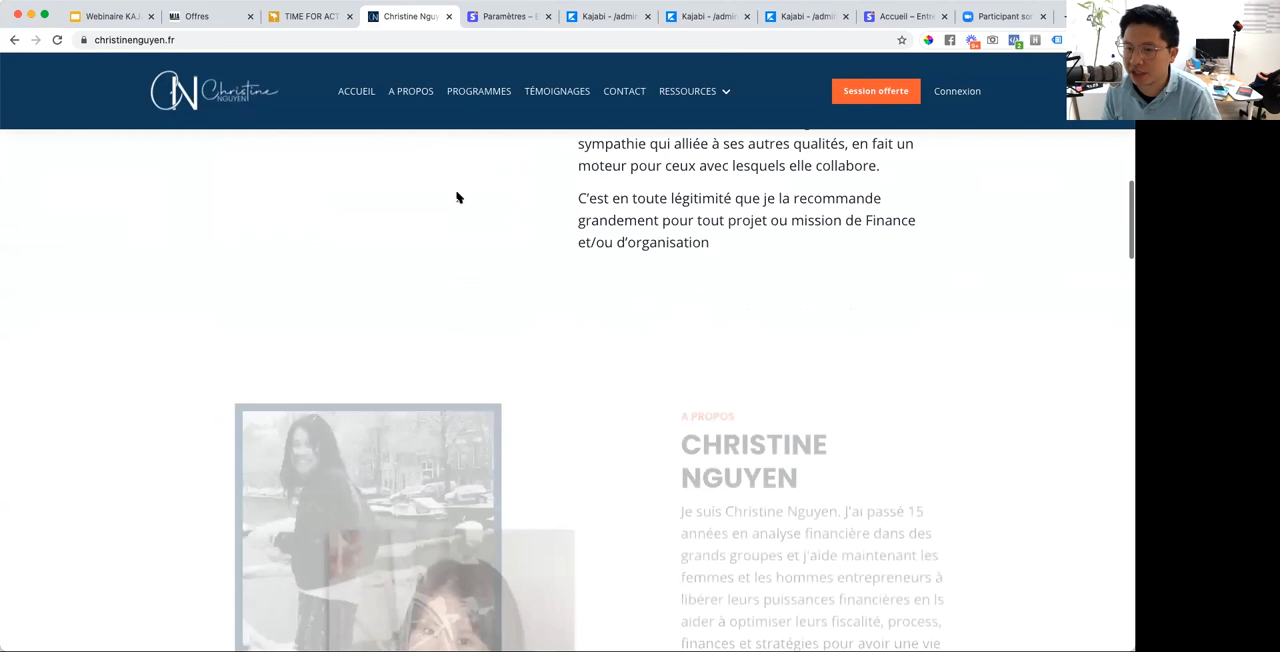 Webinaire KAJ
Offres
TIME FOR ACT
Christine Nguy
Paramètres – E
Kajabi - /admin
Kajabi - /admin
Kajabi - /admin
Accueil – Entre
Participant so
christinenguyen.fr
CN Christine
NGUYEN
ACCUEIL
A PROPOS
PROGRAMMES
TÉMOIGNAGES
CONTACT
RESSOURCES
Session offerte
Connexion
sympathie qui alliée à ses autres qualités, en fait un
moteur pour ceux avec lesquels elle collabore.
C'est en toute légitimité que je la recommande
grandement pour tout projet ou mission de Finance
et/ou d'organisation
A PROPOS
CHRISTINE
NGUYEN
Je suis Christine Nguyen. J'ai passé 15
années en analyse financière dans des
grands groupes et j'aide maintenant les
femmes et les hommes entrepreneurs à
libérer leurs puissances financières en ls
aider à optimiser leurs fiscalité, process,
finances et stratégies pour avoir une vie